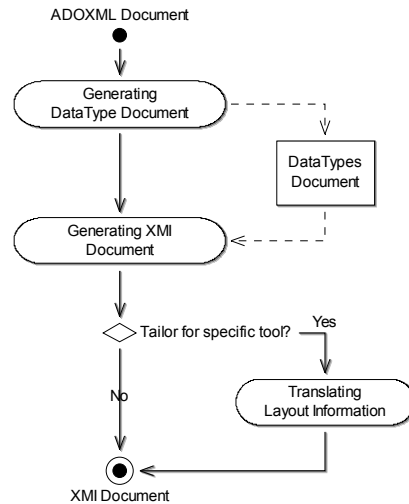 ADOXML Document
Generating
DataType Document
DataTypes
Document
Generating XMI
Document
Tailor for specific tool?
Yes
No
Translating
Layout Information
XMI Document